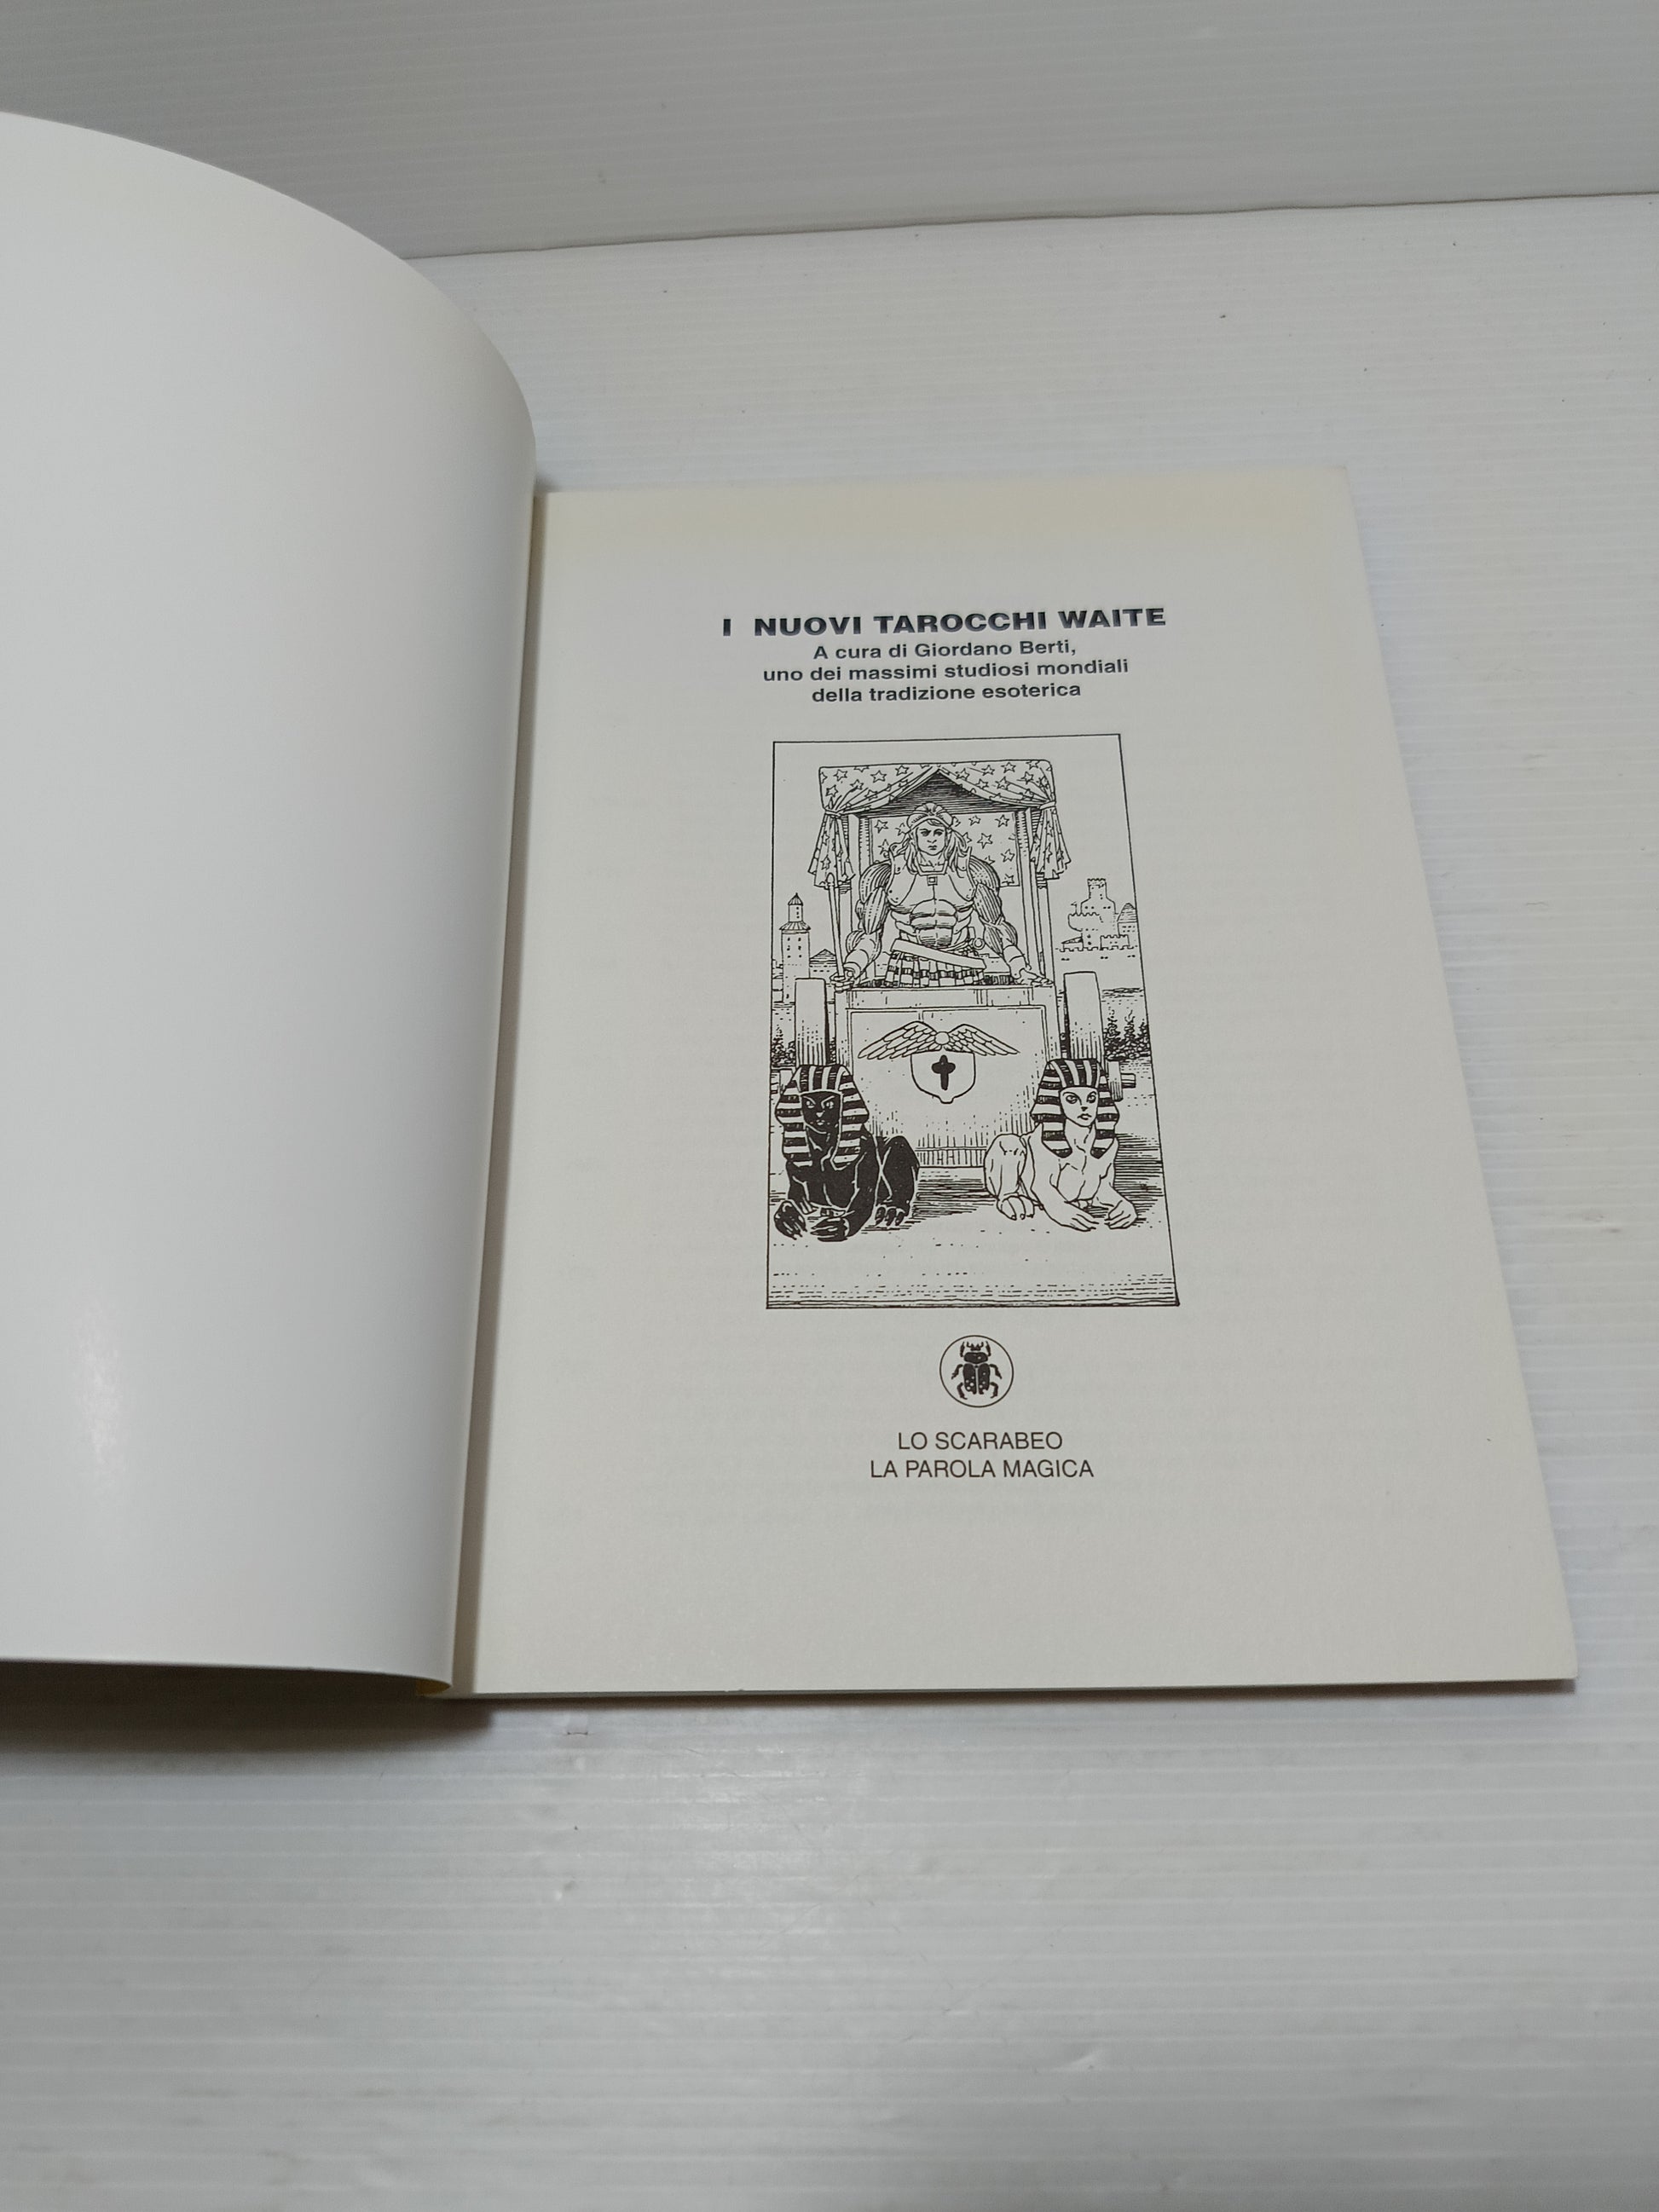 I NUOVI TAROCCHI WAITE
A cura di Giordano Berti,
uno dei massimi studiosi mondiali
della tradizione esoterica
LO SCARABEO
LA PAROLA MAGICA